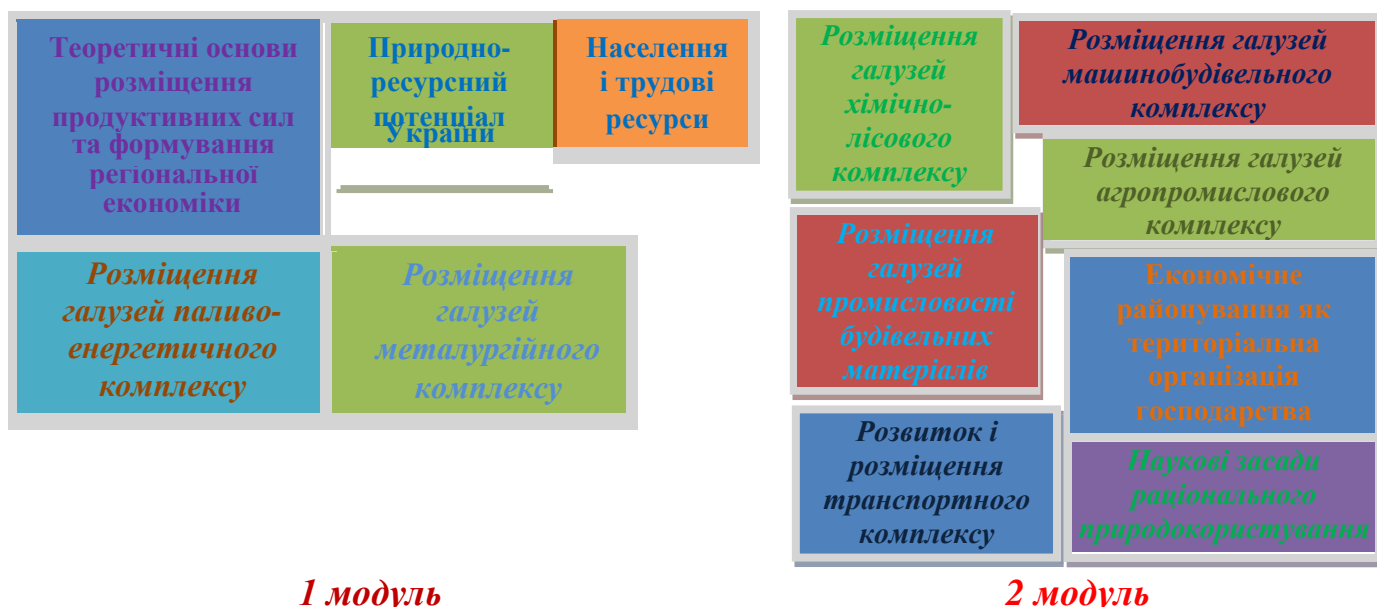 Теоретичні основи
розміщення
продуктивних сил
та формування
регіональної
економіки
Природно-
ресурсний
потенціал
України
Населення
і трудові
ресурси
Розміщення
галузей паливо-
енергетичного
комплексу
Розміщення
галузей
металургійного
комплексу
1 модуль
Розміщення
галузей
хімічно-
лісового
комплексу
Розміщення галузей
машинобудівельного
комплексу
Розміщення галузей
агропромислового
комплексу
Розміщення
галузей
промисловості
будівельних
матеріалів
Економічне
районування як
територіальна
організація
господарства
Розвиток і
розміщення
транспортного
комплексу
Наукові засади
раціонального
природокористування
2 модуль